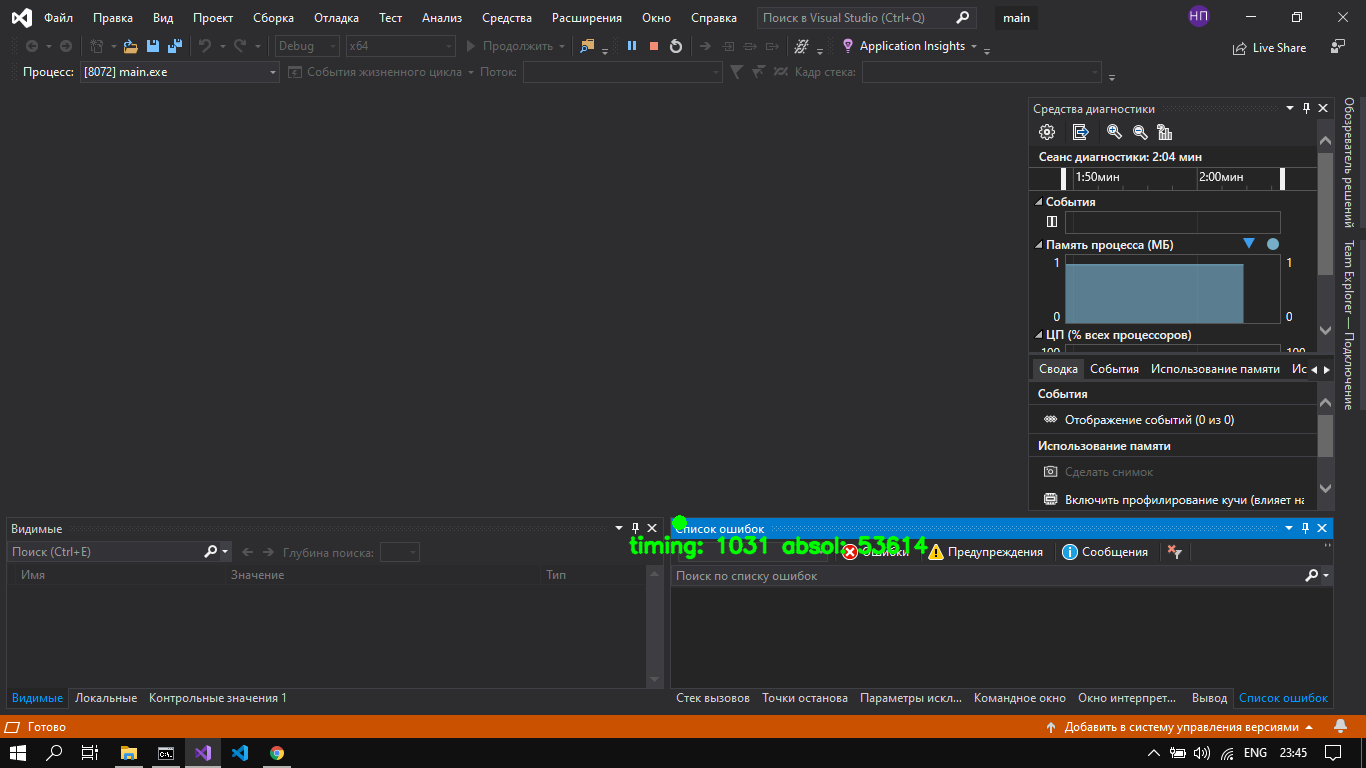 Файл Правка Вид Проект Сборка Отладка Тест Анализ Средства Расширения Окно Справка Поиск в Visual Studio (Ctrl+Q) main НП
Debug x64 Продолжить Application Insights Live Share
Процесс: [8072] main.exe События жизненного цикла Поток: Кадр стека:
Средства диагностики
Сеанс диагностики: 2:04 мин
1:50мин 2:00мин
События
Память процесса (МБ)
1 1
0 0
ЦП (% всех процессоров)
100 100
Сводка События Использование памяти Ис
События
Отображение событий (0 из 0)
Использование памяти
Сделать снимок
Включить профилирование кучи (влияет на
Обозреватель решений
Team Explorer — Подключение
Видимые
Поиск (Ctrl+E) Глубина поиска:
Имя Значение Тип
Видимые Локальные Контрольные значения 1
Список ошибок
timing: 1031 absol: 53614
Ошибки Предупреждения Сообщения
Поиск по списку ошибок
Стек вызовов Точки останова Параметры искл... Командное окно Окно интерпрет... Вывод Список ошибок
Готово Добавить в систему управления версиями
ENG 23:45